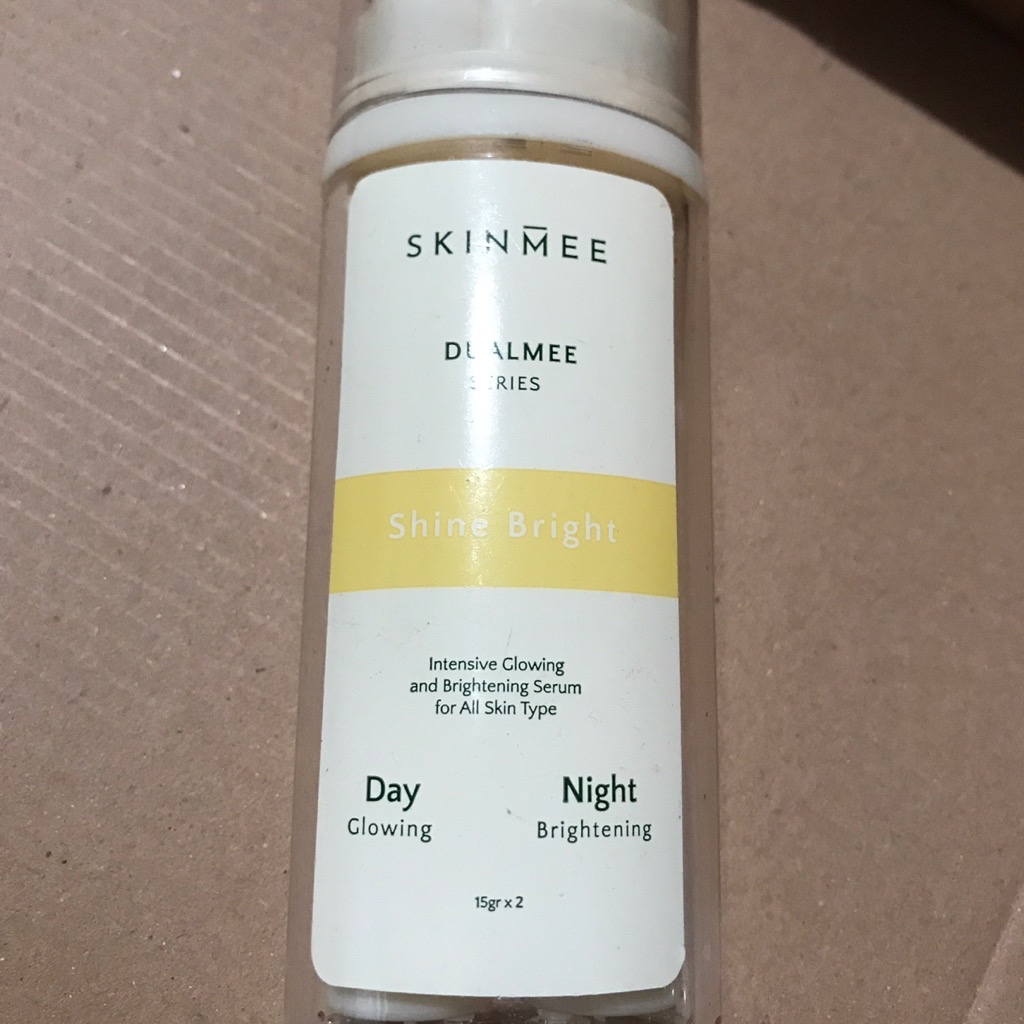 SKINMEE
DUALMEE
SERIES
Shine Bright
Intensive Glowing
and Brightening Serum
for All Skin Type
Day
Glowing
Night
Brightening
15gr x 2